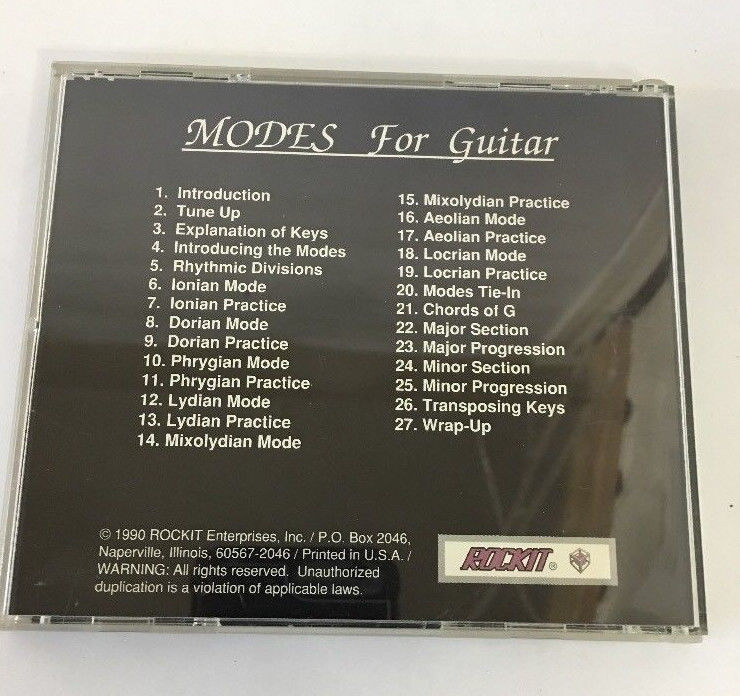 MODES For Guitar
1. Introduction
2. Tune Up
3. Explanation of Keys
4. Introducing the Modes
5. Rhythmic Divisions
6. Ionian Mode
7. Ionian Practice
8. Dorian Mode
9. Dorian Practice
10. Phrygian Mode
11. Phrygian Practice
12. Lydian Mode
13. Lydian Practice
14. Mixolydian Mode
15. Mixolydian Practice
16. Aeolian Mode
17. Aeolian Practice
18. Locrian Mode
19. Locrian Practice
20. Modes Tie-In
21. Chords of G
22. Major Section
23. Major Progression
24. Minor Section
25. Minor Progression
26. Transposing Keys
27. Wrap-Up
© 1990 ROCKIT Enterprises, Inc. / P.O. Box 2046,
Naperville, Illinois, 60567-2046 / Printed in U.S.A. /
WARNING: All rights reserved. Unauthorized
duplication is a violation of applicable laws.
ROCKIT®